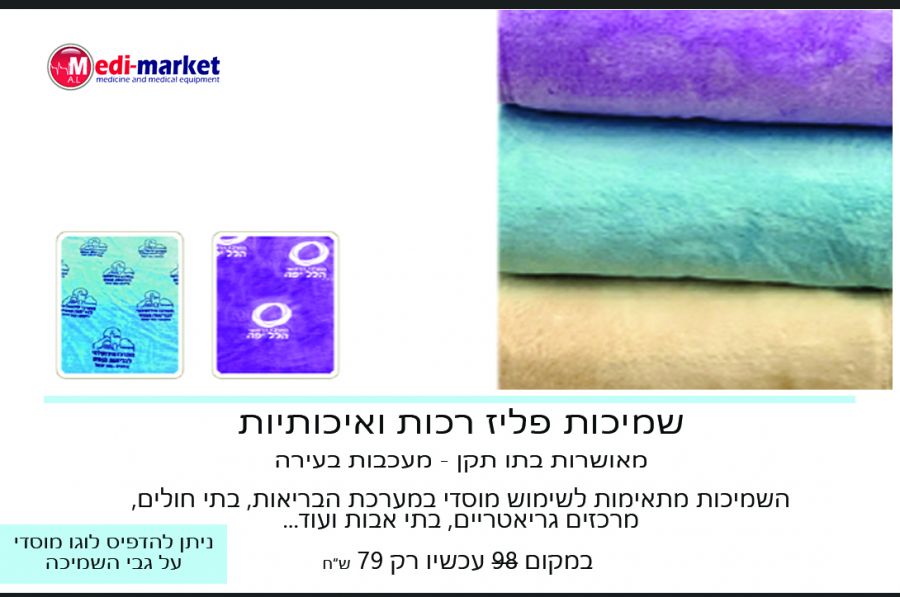 Medi-market
A.L
medicine and medical equipment
הלל יפה
הלל יפה
שמיכות פליז רכות ואיכותיות
מאושרות בתו תקן - מעכבות בעירה
השמיכות מתאימות לשימוש מוסדי במערכת הבריאות, בתי חולים,
מרכזים גריאטריים, בתי אבות ועוד...
ניתן להדפיס לוגו מוסדי
על גבי השמיכה
במקום 98 עכשיו רק 79 ש"ח